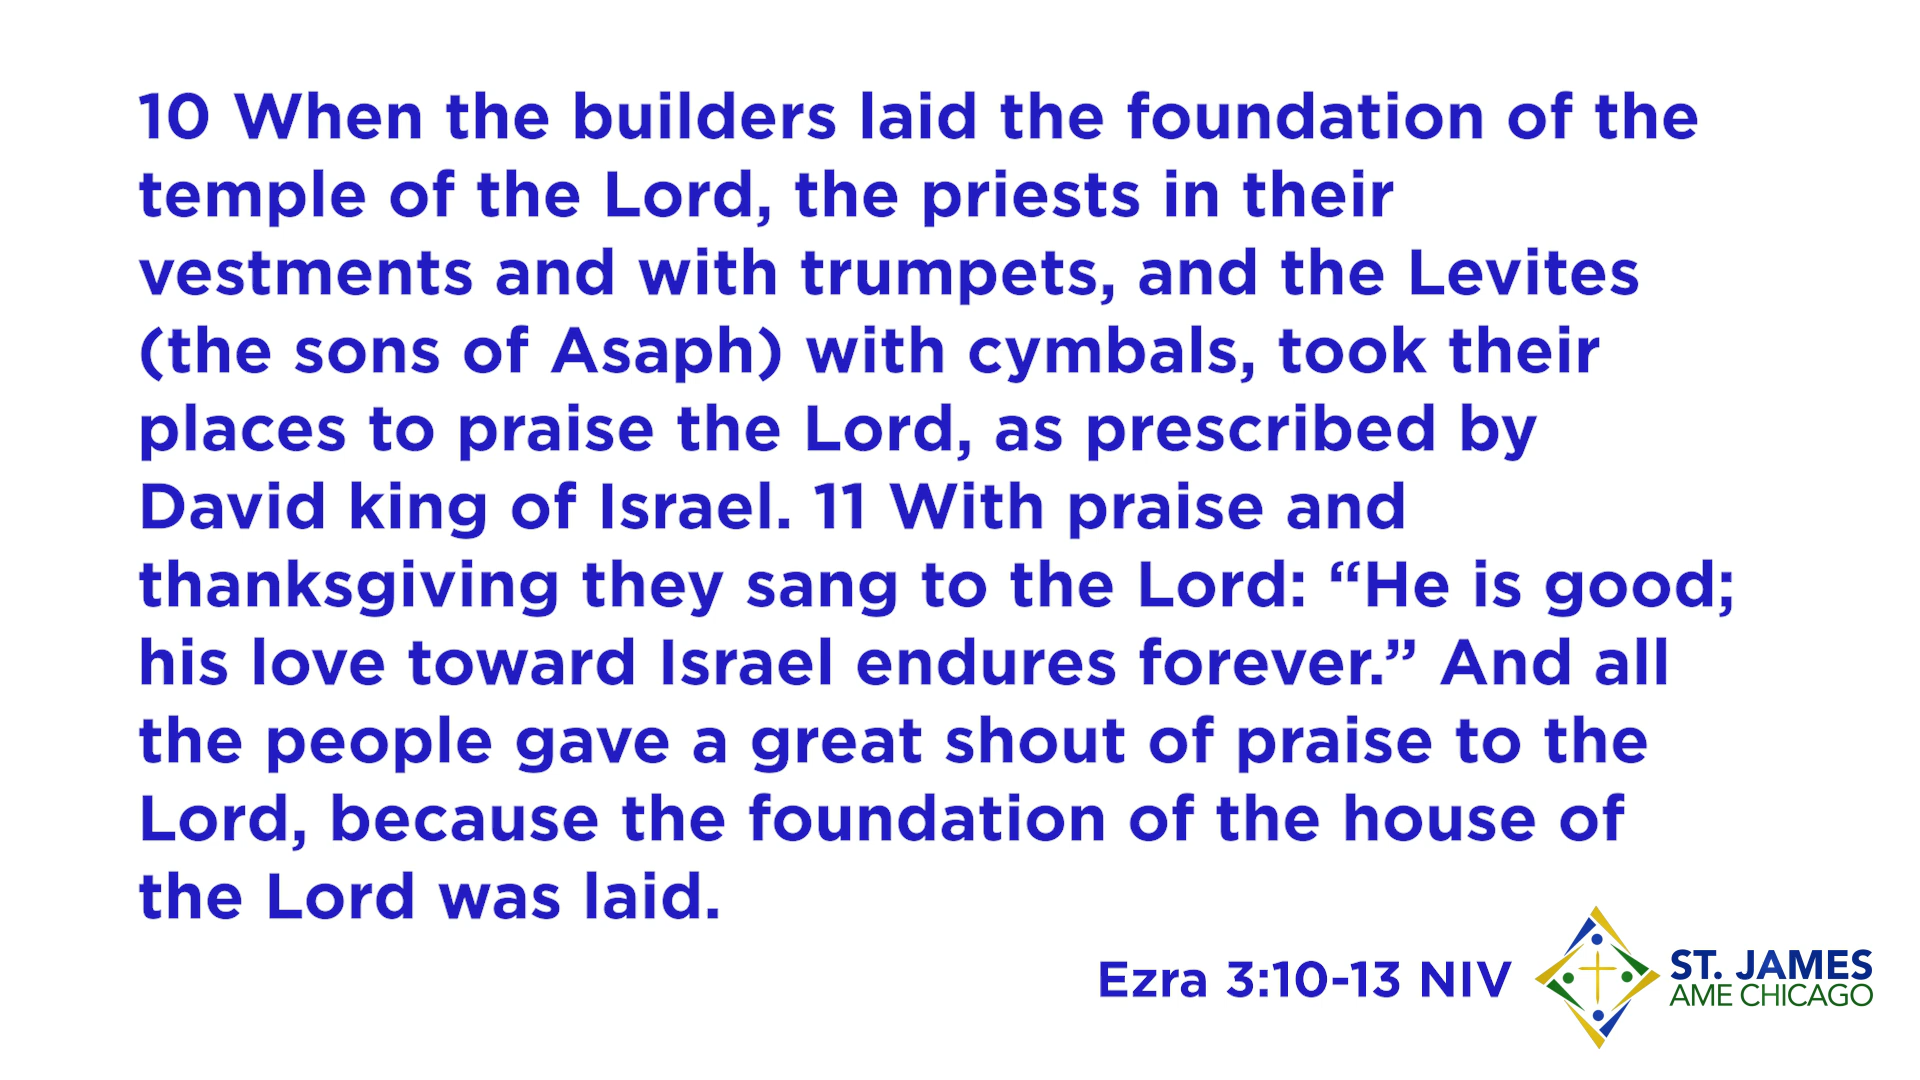 10 When the builders laid the foundation of the
temple of the Lord, the priests in their
vestments and with trumpets, and the Levites
(the sons of Asaph) with cymbals, took their
places to praise the Lord, as prescribed by
David king of Israel. 11 With praise and
thanksgiving they sang to the Lord: “He is good;
his love toward Israel endures forever.” And all
the people gave a great shout of praise to the
Lord, because the foundation of the house of
the Lord was laid.
Ezra 3:10-13 NIV
ST. JAMES
AME CHICAGO